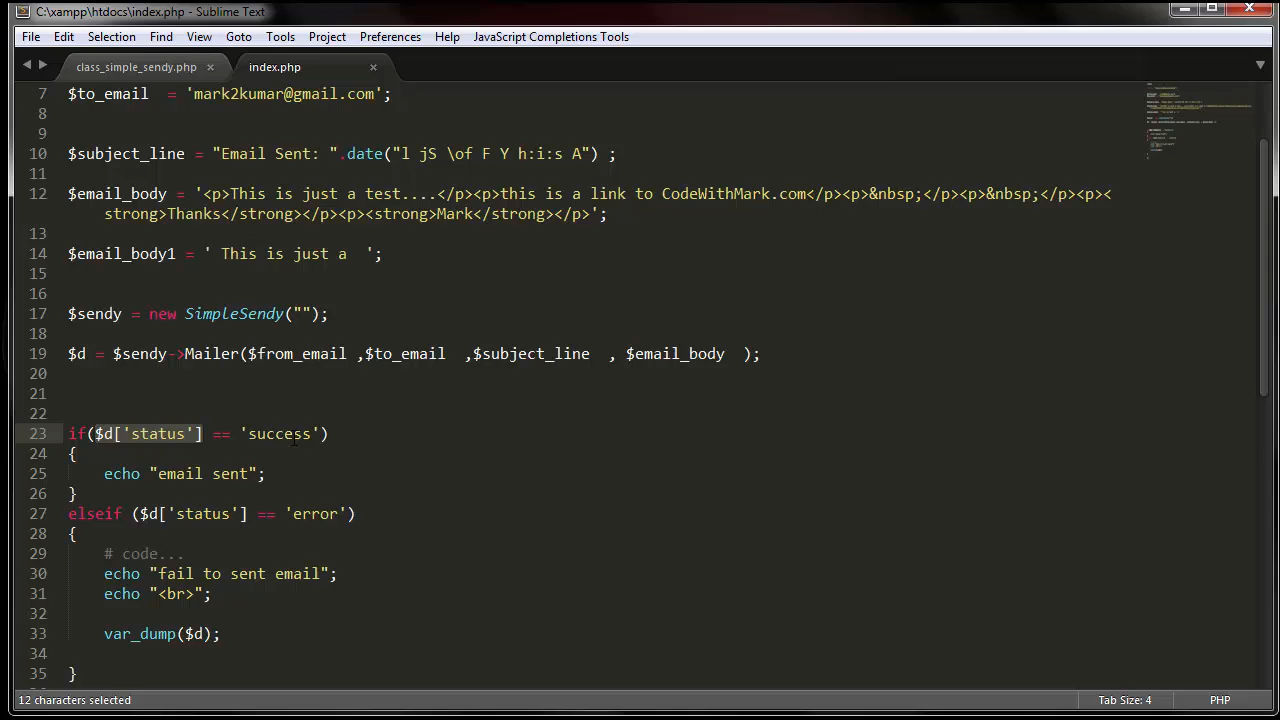 C:\xampp\htdocs\index.php - Sublime Text
File Edit Selection Find View Goto Tools Project Preferences Help JavaScript Completions Tools
class_simple_sendy.php × index.php ×
7 $to_email  = 'mark2kumar@gmail.com';
8
9
10 $subject_line = "Email Sent: ".date("l jS \of F Y h:i:s A") ;
11
12 $email_body = '<p>This is just a test....</p><p>this is a link to CodeWithMark.com</p><p>&nbsp;</p><p>&nbsp;</p><p><
strong>Thanks</strong></p><p><strong>Mark</strong></p>';
13
14 $email_body1 = ' This is just a  ';
15
16
17 $sendy = new SimpleSendy("");
18
19 $d = $sendy->Mailer($from_email ,$to_email  ,$subject_line  , $email_body  );
20
21
22
23 if($d['status'] == 'success')
24 {
25 echo "email sent";
26 }
27 elseif ($d['status'] == 'error')
28 {
29 # code...
30 echo "fail to sent email";
31 echo "<br>";
32
33 var_dump($d);
34
35 }
12 characters selected Tab Size: 4 PHP